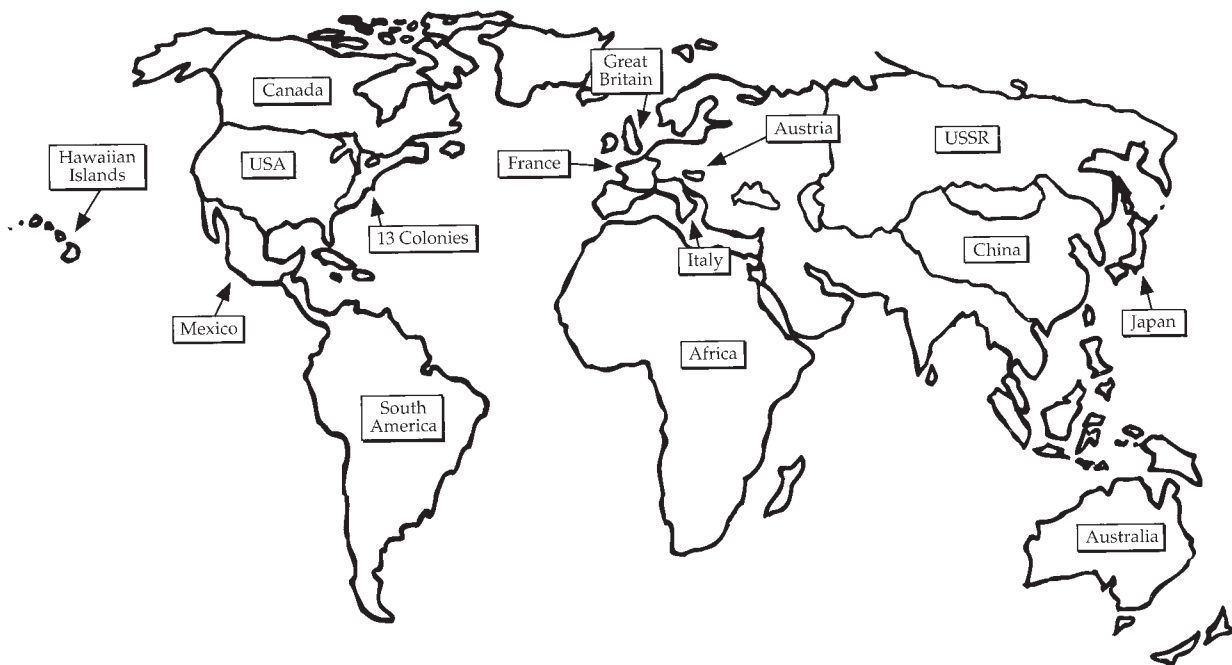 Great
Britain
Canada
Austria
USSR
Hawaiian
Islands
USA
France
13 Colonies
Italy
China
Mexico
Japan
Africa
South
America
Australia